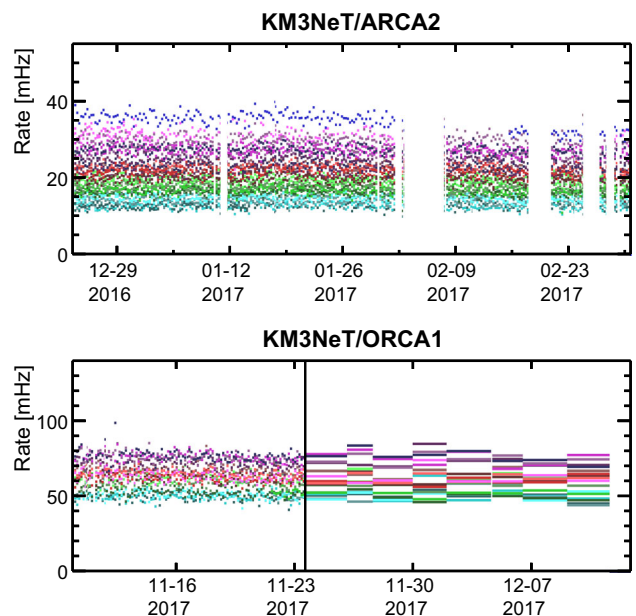 KM3NeT/ARCA2
Rate [mHz]
40
20
0
12-29 01-12 01-26 02-09 02-23
2016 2017 2017 2017 2017
KM3NeT/ORCA1
Rate [mHz]
100
50
0
11-16 11-23 11-30 12-07
2017 2017 2017 2017